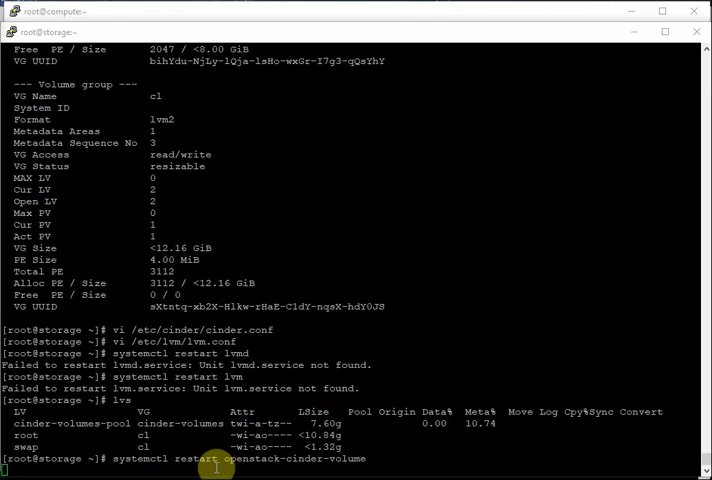 root@compute:~
root@storage:~
Free  PE / Size       2047 / <8.00 GiB
VG UUID               bihYdu-NjLy-lQja-lsHo-wxGr-I7g3-qQsYhY
--- Volume group ---
VG Name               cl
System ID
Format                lvm2
Metadata Areas        1
Metadata Sequence No  3
VG Access             read/write
VG Status             resizable
MAX LV                0
Cur LV                2
Open LV               2
Max PV                0
Cur PV                1
Act PV                1
VG Size               <12.16 GiB
PE Size               4.00 MiB
Total PE              3112
Alloc PE / Size       3112 / <12.16 GiB
Free  PE / Size       0 / 0
VG UUID               sXtntq-xb2X-Hlkw-rHaE-C1dY-nqsX-hdY0JS
[root@storage ~]# vi /etc/cinder/cinder.conf
[root@storage ~]# vi /etc/lvm/lvm.conf
[root@storage ~]# systemctl restart lvmd
Failed to restart lvmd.service: Unit lvmd.service not found.
[root@storage ~]# systemctl restart lvm
Failed to restart lvm.service: Unit lvm.service not found.
[root@storage ~]# lvs
LV                  VG             Attr       LSize   Pool Origin Data%  Meta%  Move Log Cpy%Sync Convert
cinder-volumes-pool cinder-volumes twi-a-tz--   7.60g             0.00   10.74
root                cl             -wi-ao---- <10.84g
swap                cl             -wi-ao----  <1.32g
[root@storage ~]# systemctl restart openstack-cinder-volume